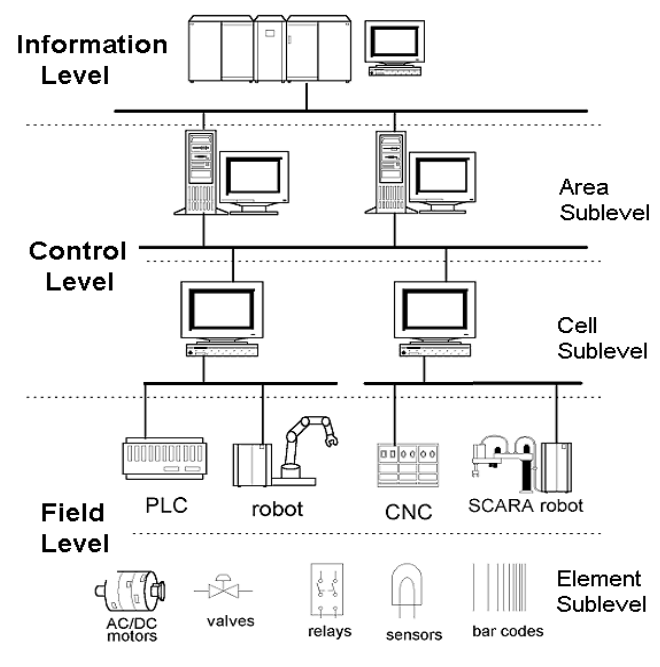 Information
Level
Area
Sublevel
Control
Level
Cell
Sublevel
PLC
robot
CNC
SCARA robot
Field
Level
AC/DC
motors
valves
relays
sensors
bar codes
Element
Sublevel